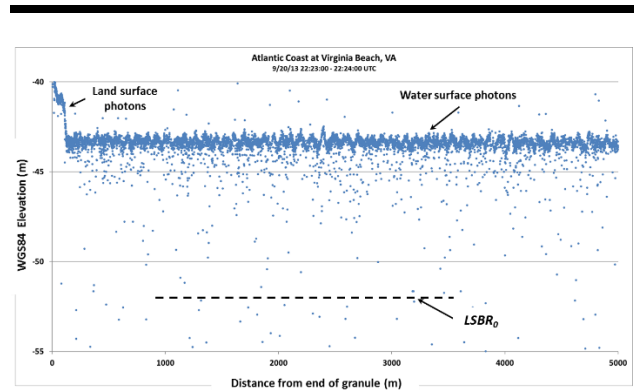 Atlantic Coast at Virginia Beach, VA
9/20/13 22:23:00 - 22:24:00 UTC
-40
Land surface
photons
Water surface photons
-45
WGS84 Elevation (m)
-50
LSBR₀
-55
0 1000 2000 3000 4000 5000
Distance from end of granule (m)